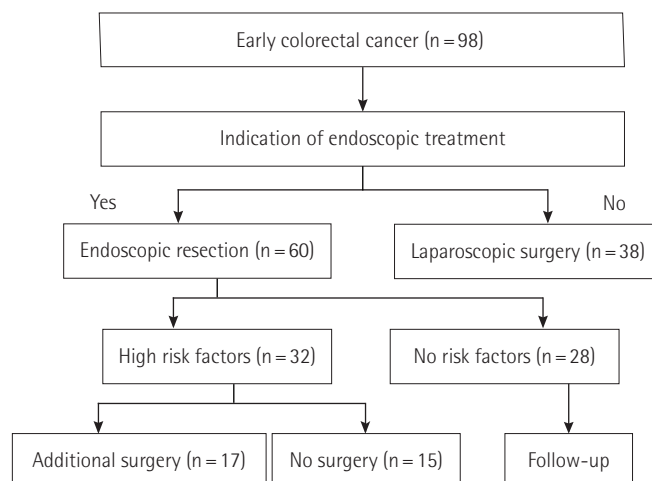 Early colorectal cancer (n = 98)
Indication of endoscopic treatment
Yes
No
Endoscopic resection (n = 60)
Laparoscopic surgery (n = 38)
High risk factors (n = 32)
No risk factors (n = 28)
Additional surgery (n = 17)
No surgery (n = 15)
Follow-up